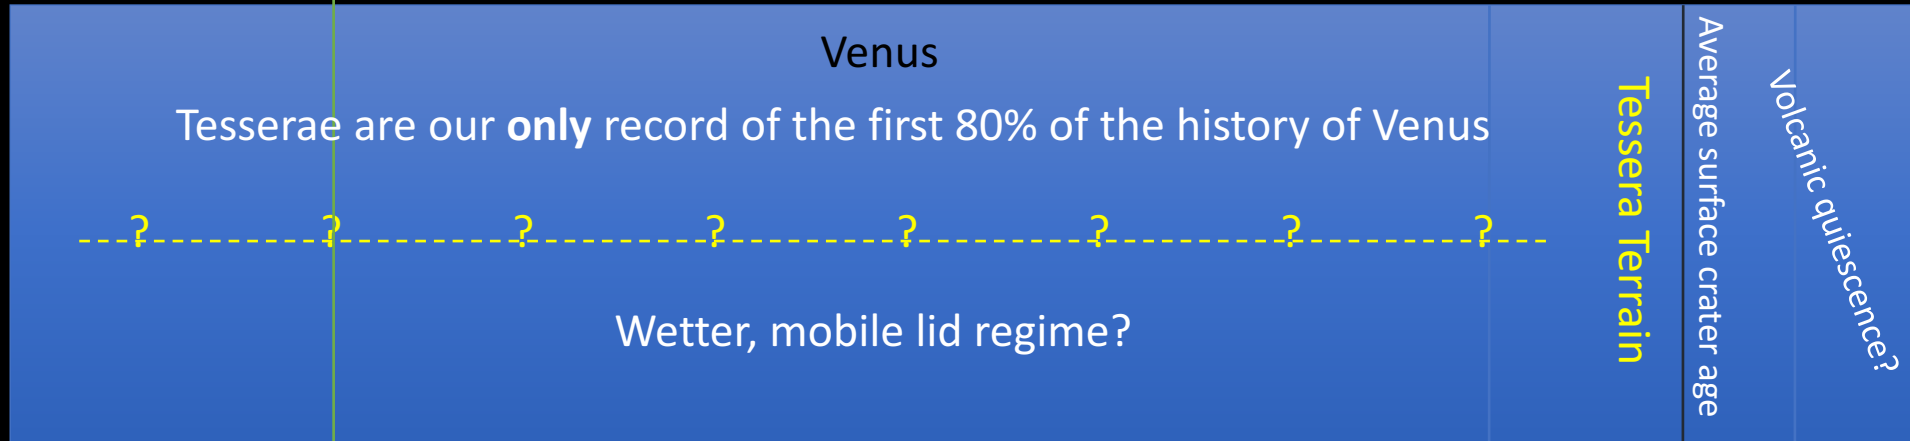 Venus
Tesserae are our only record of the first 80% of the history of Venus
? ? ? ? ? ? ? ?
Wetter, mobile lid regime?
Tessera Terrain
Average surface crater age
Volcanic quiescence?